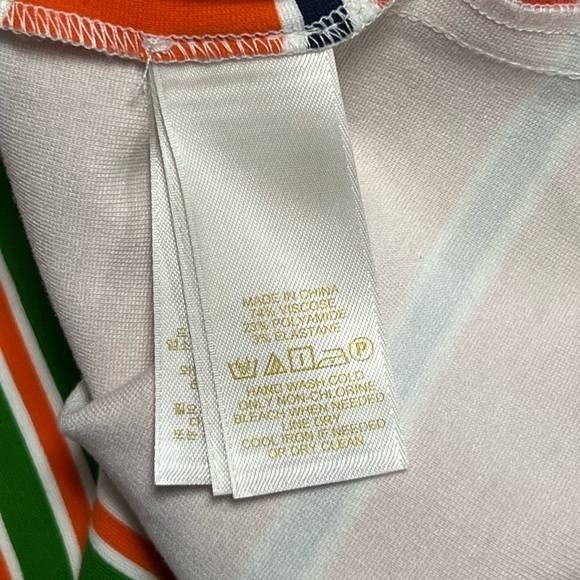 MADE IN CHINA
74% VISCOSE
23% POLYAMIDE
3% ELASTANE
HAND WASH COLD
ONLY NON-CHLORINE
BLEACH WHEN NEEDED
LINE DRY
COOL IRON IF NEEDED
OR DRY CLEAN